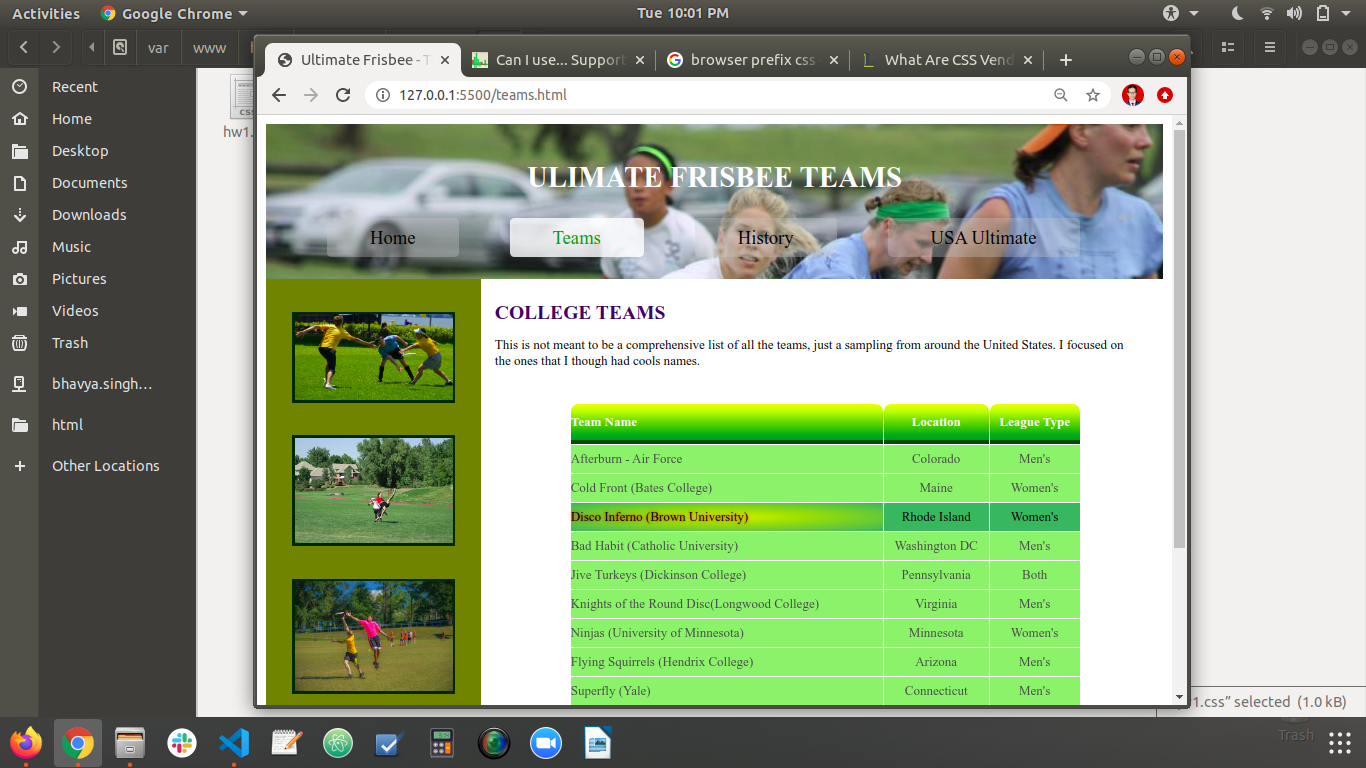 Activities
Google Chrome
Tue 10:01 PM
var
www
Ultimate Frisbee - T
Can I use... Support
browser prefix css
What Are CSS Vend
127.0.0.1:5500/teams.html
Recent
Home
Desktop
Documents
Downloads
Music
Pictures
Videos
Trash
bhavya.singh...
html
Other Locations
css
hw1.
ULIMATE FRISBEE TEAMS
Home
Teams
History
USA Ultimate
COLLEGE TEAMS
This is not meant to be a comprehensive list of all the teams, just a sampling from around the United States. I focused on
the ones that I though had cools names.
Team Name Location League Type
Afterburn - Air Force Colorado Men's
Cold Front (Bates College) Maine Women's
Disco Inferno (Brown University) Rhode Island Women's
Bad Habit (Catholic University) Washington DC Men's
Jive Turkeys (Dickinson College) Pennsylvania Both
Knights of the Round Disc(Longwood College) Virginia Men's
Ninjas (University of Minnesota) Minnesota Women's
Flying Squirrels (Hendrix College) Arizona Men's
Superfly (Yale) Connecticut Men's
1.css” selected (1.0 kB)
Trash